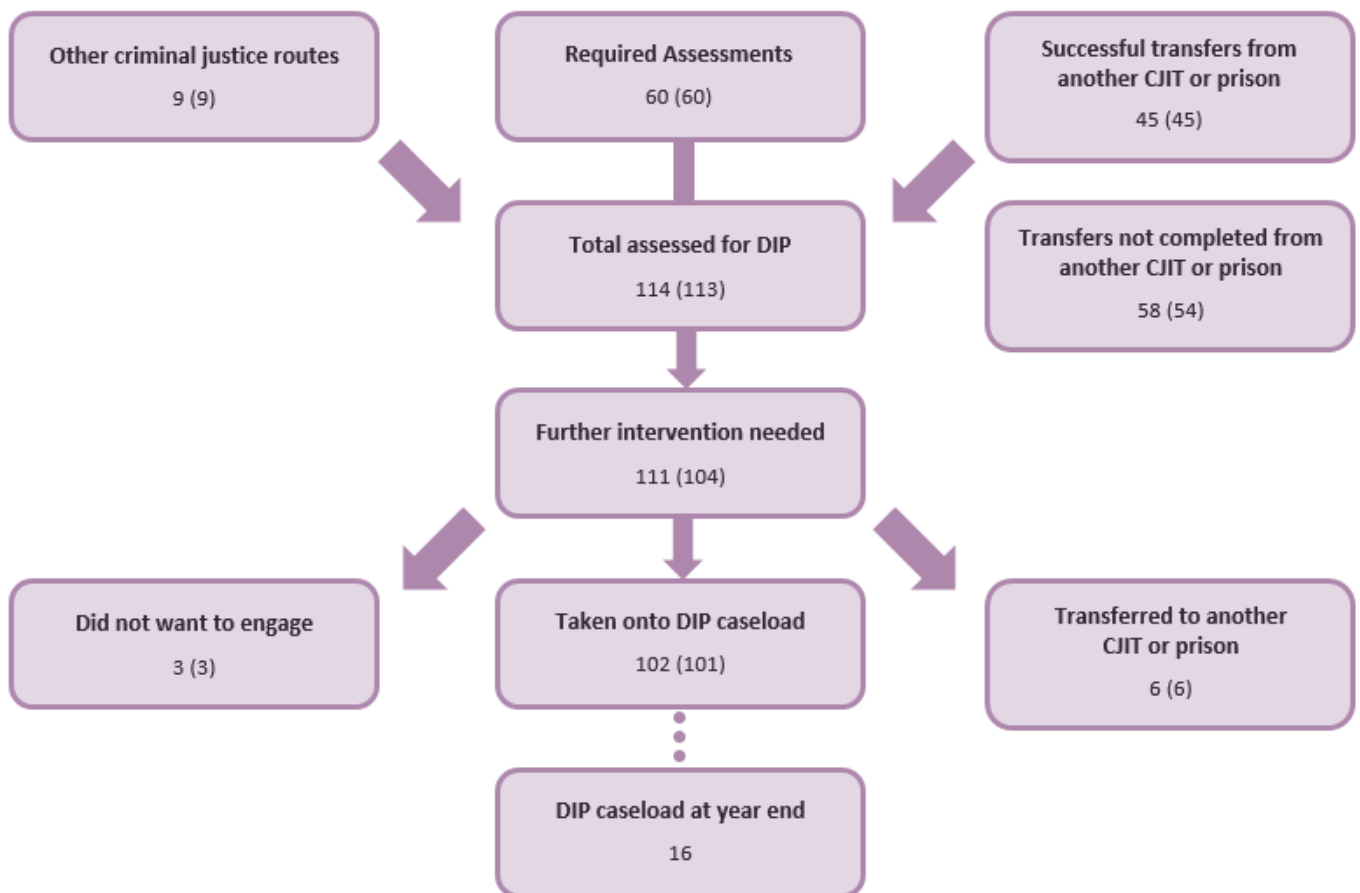 Other criminal justice routes
9 (9)
Required Assessments
60 (60)
Successful transfers from
another CJIT or prison
45 (45)
Total assessed for DIP
114 (113)
Transfers not completed from
another CJIT or prison
58 (54)
Further intervention needed
111 (104)
Did not want to engage
3 (3)
Taken onto DIP caseload
102 (101)
Transferred to another
CJIT or prison
6 (6)
DIP caseload at year end
16